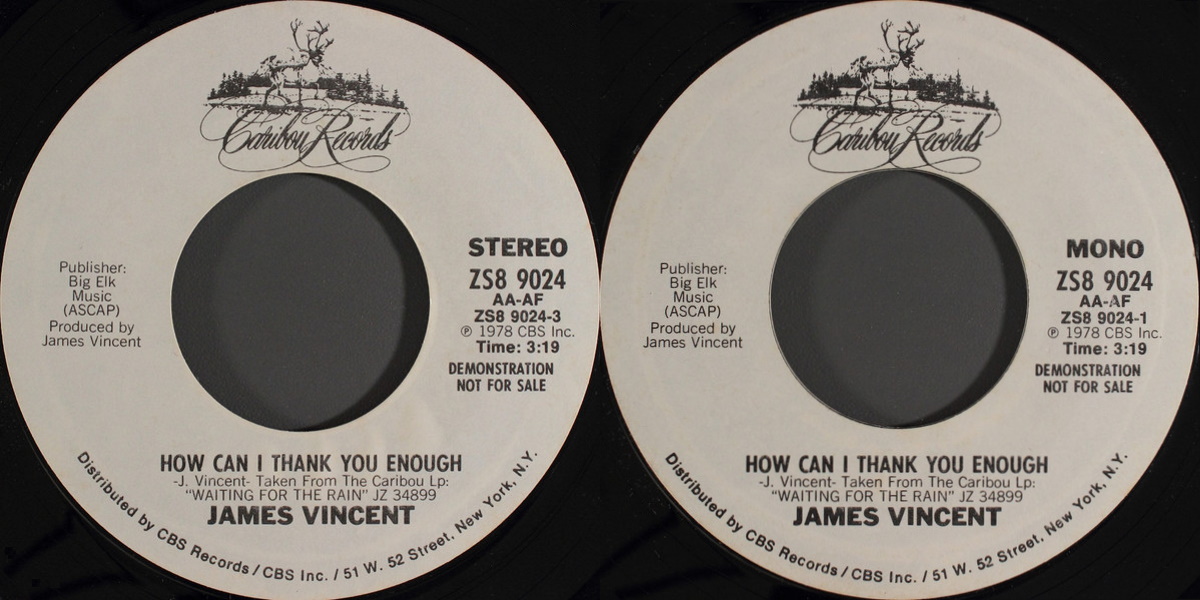 Caribou Records
STEREO
ZS8 9024
AA-AF
ZS8 9024-3
℗ 1978 CBS Inc.
Time: 3:19
DEMONSTRATION
NOT FOR SALE
Publisher:
Big Elk
Music
(ASCAP)
Produced by
James Vincent
HOW CAN I THANK YOU ENOUGH
-J. Vincent- Taken From The Caribou Lp:
"WAITING FOR THE RAIN" JZ 34899
JAMES VINCENT
Distributed by CBS Records / CBS Inc. / 51 W. 52 Street, New York, N.Y.
Caribou Records
MONO
ZS8 9024
AA-AF
ZS8 9024-1
℗ 1978 CBS Inc.
Time: 3:19
DEMONSTRATION
NOT FOR SALE
Publisher:
Big Elk
Music
(ASCAP)
Produced by
James Vincent
HOW CAN I THANK YOU ENOUGH
-J. Vincent- Taken From The Caribou Lp:
"WAITING FOR THE RAIN" JZ 34899
JAMES VINCENT
Distributed by CBS Records / CBS Inc. / 51 W. 52 Street, New York, N.Y.